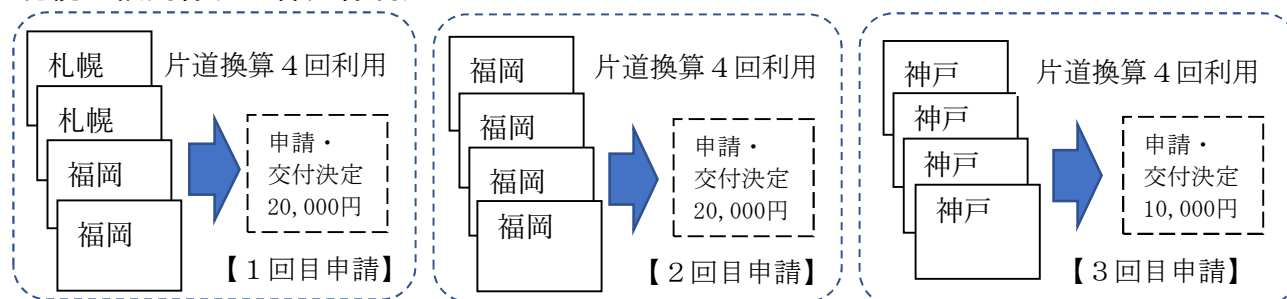 札幌
札幌
福岡
福岡
片道換算４回利用
申請・
交付決定
20,000円
【１回目申請】
福岡
福岡
福岡
福岡
片道換算４回利用
申請・
交付決定
20,000円
【２回目申請】
神戸
神戸
神戸
神戸
片道換算４回利用
申請・
交付決定
10,000円
【３回目申請】